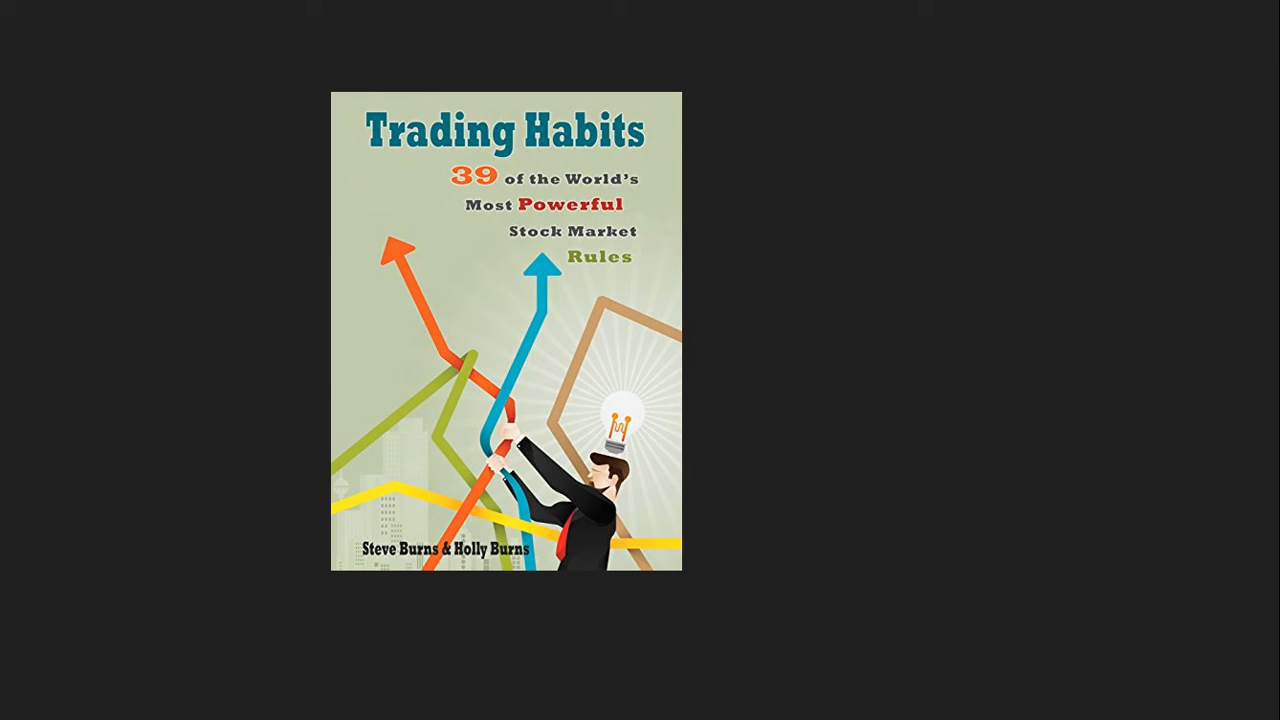 Trading Habits
39 of the World's
Most Powerful
Stock Market
Rules
Steve Burns & Holly Burns